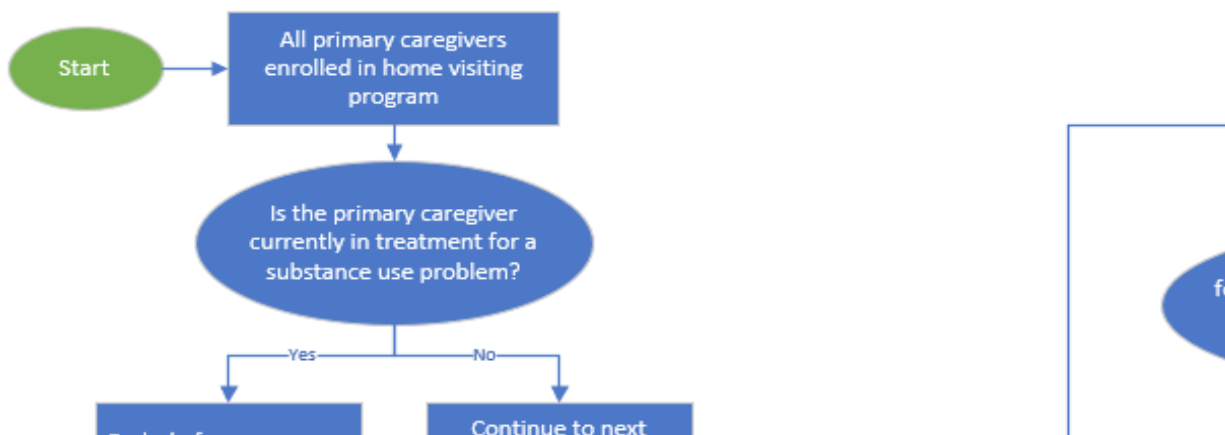 Start
All primary caregivers
enrolled in home visiting
program
Is the primary caregiver
currently in treatment for a
substance use problem?
Yes
No
Continue to next